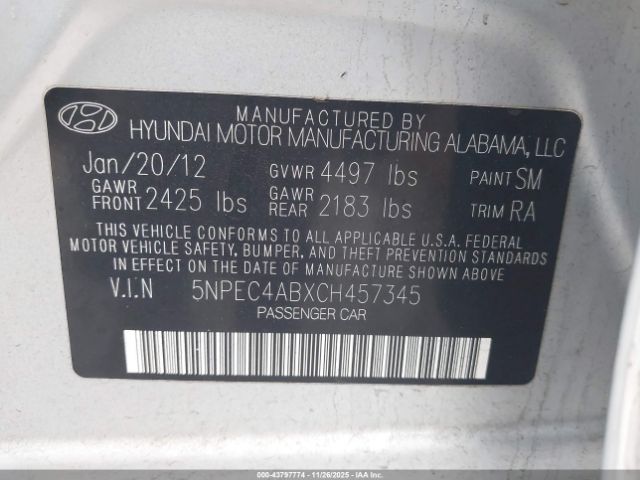 MANUFACTURED BY
HYUNDAI MOTOR MANUFACTURING ALABAMA, LLC
Jan/20/12 GVWR 4497 lbs PAINT SM
GAWR FRONT 2425 lbs GAWR REAR 2183 lbs TRIM RA
THIS VEHICLE CONFORMS TO ALL APPLICABLE U.S.A. FEDERAL
MOTOR VEHICLE SAFETY, BUMPER, AND THEFT PREVENTION STANDARDS
IN EFFECT ON THE DATE OF MANUFACTURE SHOWN ABOVE.
V.I.N 5NPEC4ABXCH457345
PASSENGER CAR
000-43797774 - 11/26/2025 - IAAI.COM